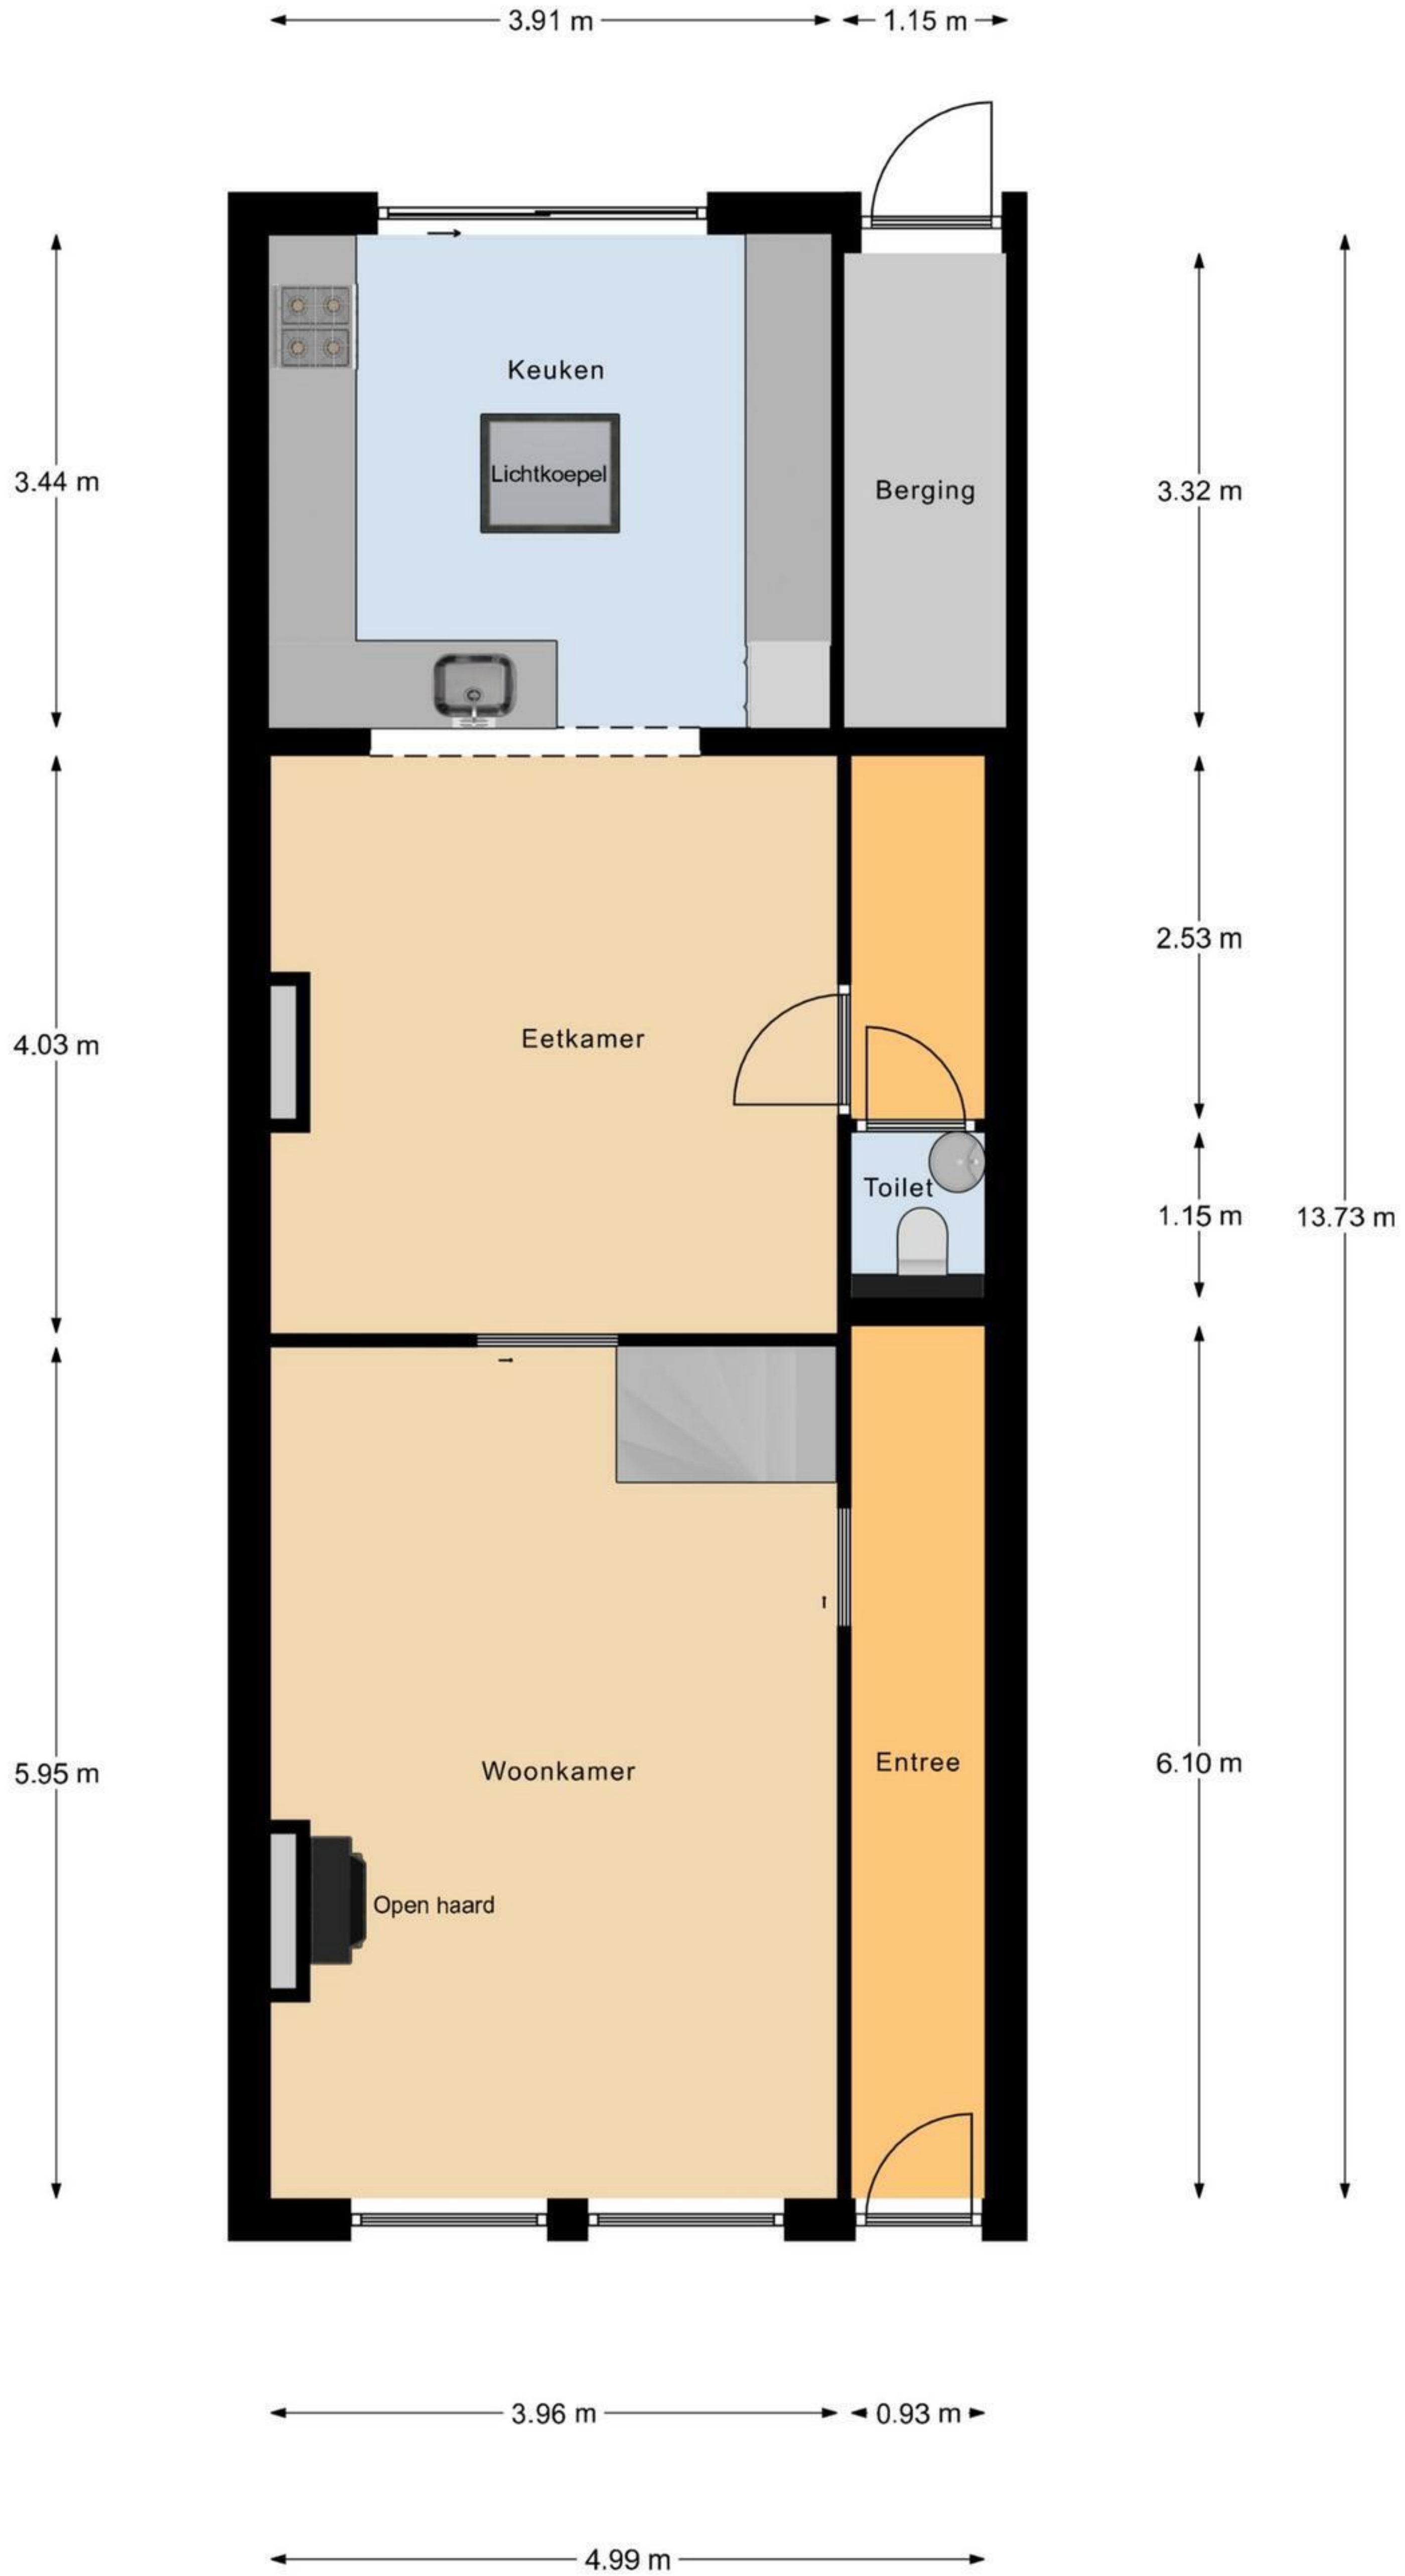 3.91 m
1.15 m
Keuken
Lichtkoepel
3.44 m
Berging
3.32 m
2.53 m
Eetkamer
4.03 m
Toilet
1.15 m
13.73 m
Woonkamer
Entree
5.95 m
6.10 m
Open haard
3.96 m
0.93 m
4.99 m